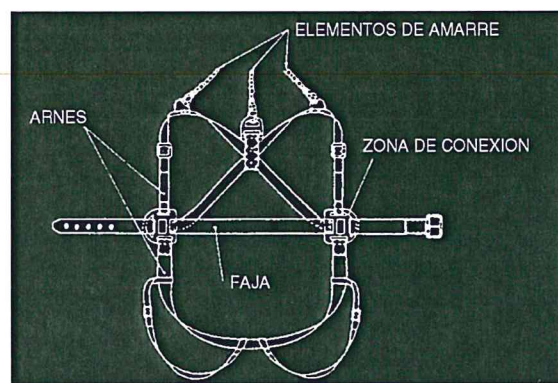 ELEMENTOS DE AMARRE
ARNES
ZONA DE CONEXION
FAJA